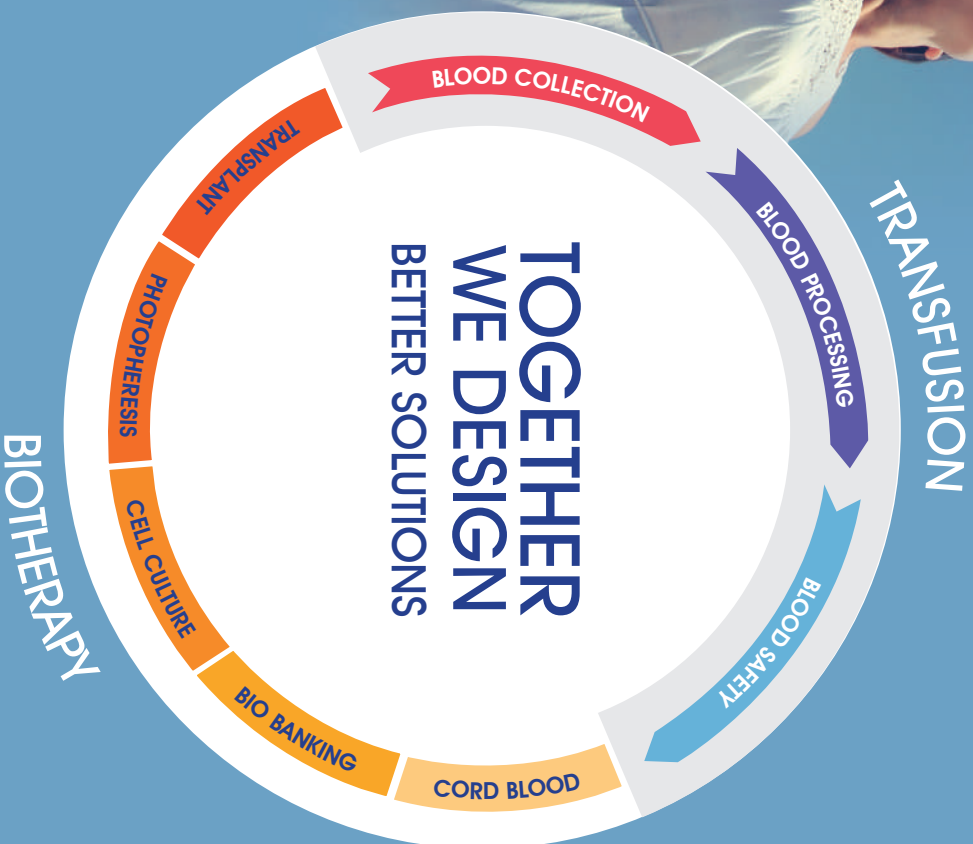 TRANSFUSION
BLOOD COLLECTION
BLOOD PROCESSING
BLOOD SAFETY
TOGETHER
WE DESIGN
BETTER SOLUTIONS
BIOTHERAPY
TRANSPLANT
PHOTOPHERESIS
CELL CULTURE
BIO BANKING
CORD BLOOD